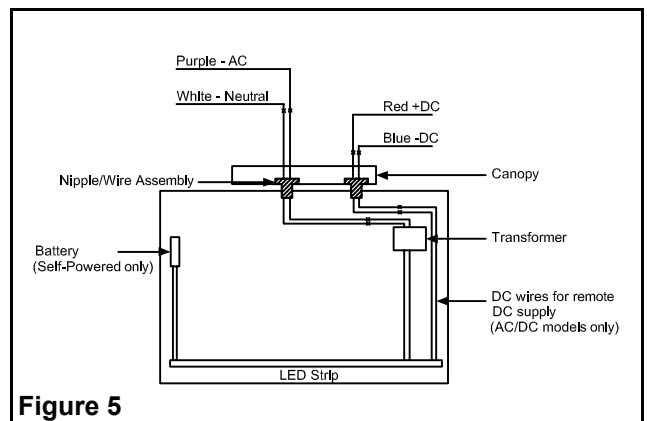 Purple - AC
White - Neutral
Red +DC
Blue -DC
Nipple/Wire Assembly
Canopy
Battery
(Self-Powered only)
Transformer
DC wires for remote
DC supply
(AC/DC models only)
LED Strip
Figure 5